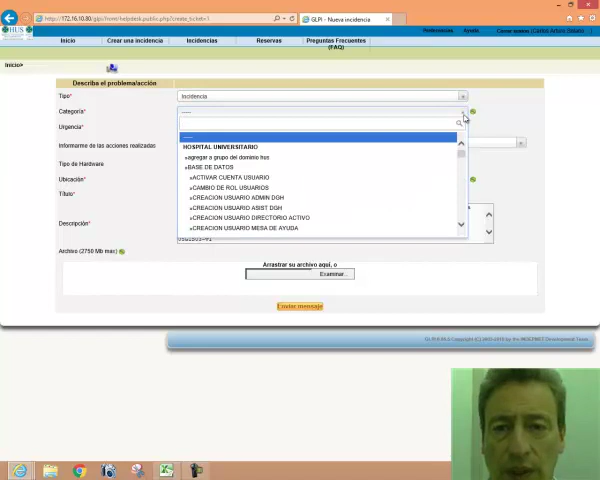 http://172.16.10.80/glpi/front/helpdesk.public.php?create_ticket=1
GLPI - Nueva incidencia
HUS
Preferencias Ayuda Cerrar sesión
Inicio
Crear una incidencia
Incidencias
Reservas
Preguntas Frecuentes
(FAQ)
Inicio>
Describa el problema/acción
Tipo*
Incidencia
Categoría*
-----
Urgencia*
-----
HOSPITAL UNIVERSITARIO
»agregar a grupo del dominio hus
Informarme de las acciones realizadas
»BASE DE DATOS
Tipo de Hardware
»ACTIVAR CUENTA USUARIO
Ubicación*
»CAMBIO DE ROL USUARIOS
Título*
»CREACION USUARIO ADMIN DGH
»CREACION USUARIO ASIST DGH
»CREACION USUARIO DIRECTORIO ACTIVO
Descripción*
»CREACION USUARIO MESA DE AYUDA
Archivo (2750 Mb max)
Arrastrar su archivo aquí, o
Examinar...
Enviar mensaje